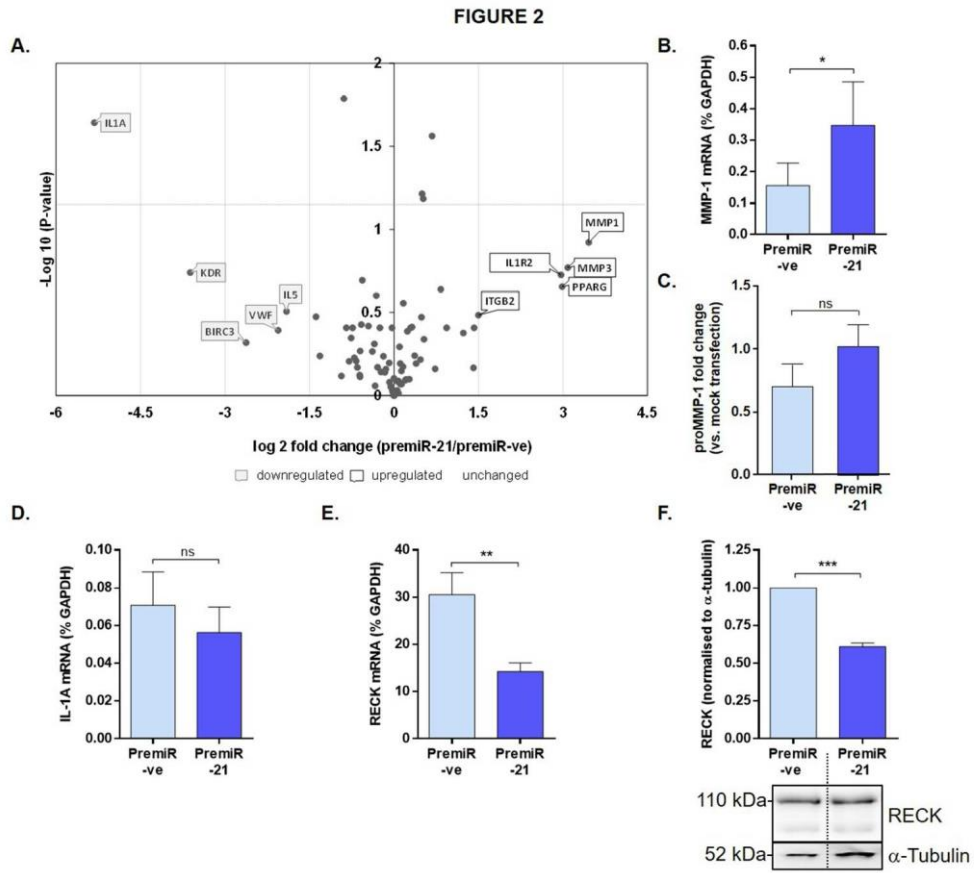 FIGURE 2
A.
-Log 10 (P-value)
2
1.5
1
0.5
0
IL1A
KDR
IL5
VWF
BIRC3
MMP1
IL1R2
MMP3
PPARG
ITGB2
-6 -4.5 -3 -1.5 0 1.5 3 4.5
log 2 fold change (premiR-21/premiR-ve)
downregulated upregulated unchanged
B.
MMP-1 mRNA (% GAPDH)
0.6
0.5
0.4
0.3
0.2
0.1
0.0
*
PremiR PremiR
-ve -21
C.
proMMP-1 fold change
(vs. mock transfection)
1.5
1.0
0.5
0.0
ns
PremiR PremiR
-ve -21
D.
IL-1A mRNA (% GAPDH)
0.10
0.08
0.06
0.04
0.02
0.00
ns
PremiR PremiR
-ve -21
E.
RECK mRNA (% GAPDH)
40
30
20
10
0
**
PremiR PremiR
-ve -21
F.
RECK (normalised to α-tubulin)
1.25
1.00
0.75
0.50
0.25
0.00
***
PremiR PremiR
-ve -21
110 kDa
RECK
52 kDa
α-Tubulin